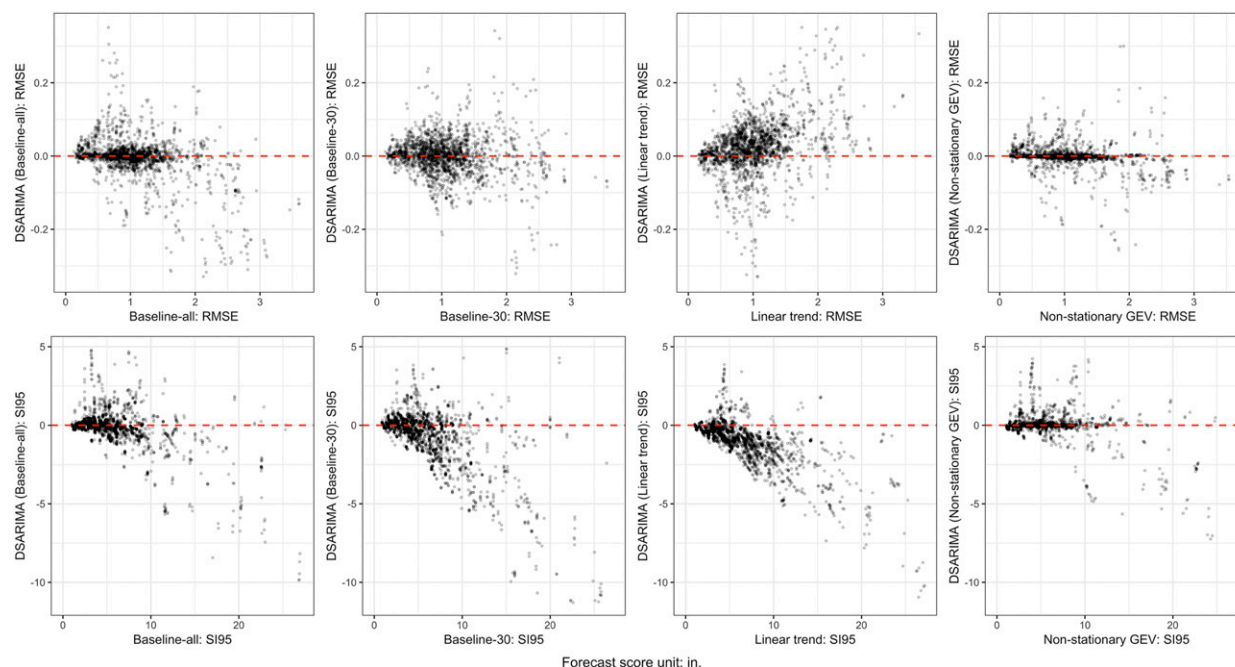 DSARIMA (Baseline-all): RMSE
0.2
0.0
-0.2
0 1 2 3
Baseline-all: RMSE
DSARIMA (Baseline-30): RMSE
0.2
0.0
-0.2
0 1 2 3
Baseline-30: RMSE
DSARIMA (Linear trend): RMSE
0.2
0.0
-0.2
0 1 2 3
Linear trend: RMSE
DSARIMA (Non-stationary GEV): RMSE
0.2
0.0
-0.2
0 1 2 3
Non-stationary GEV: RMSE
DSARIMA (Baseline-all): SI95
5
0
-5
-10
0 10 20
Baseline-all: SI95
DSARIMA (Baseline-30): SI95
5
0
-5
-10
0 10 20
Baseline-30: SI95
DSARIMA (Linear trend): SI95
5
0
-5
-10
0 10 20
Linear trend: SI95
DSARIMA (Non-stationary GEV): SI95
5
0
-5
-10
0 10 20
Non-stationary GEV: SI95
Forecast score unit: in.